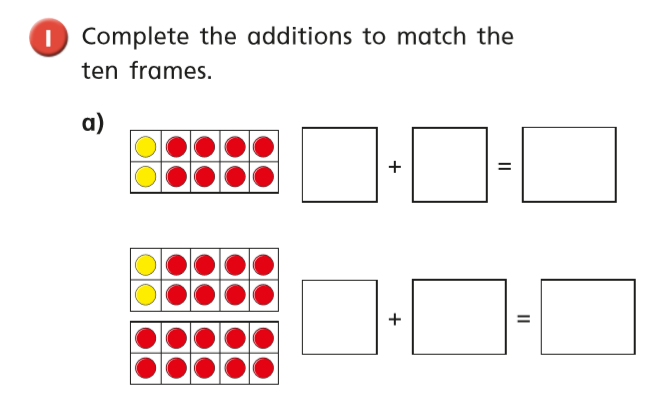 1 Complete the additions to match the
ten frames.
a)
+ =
+ =